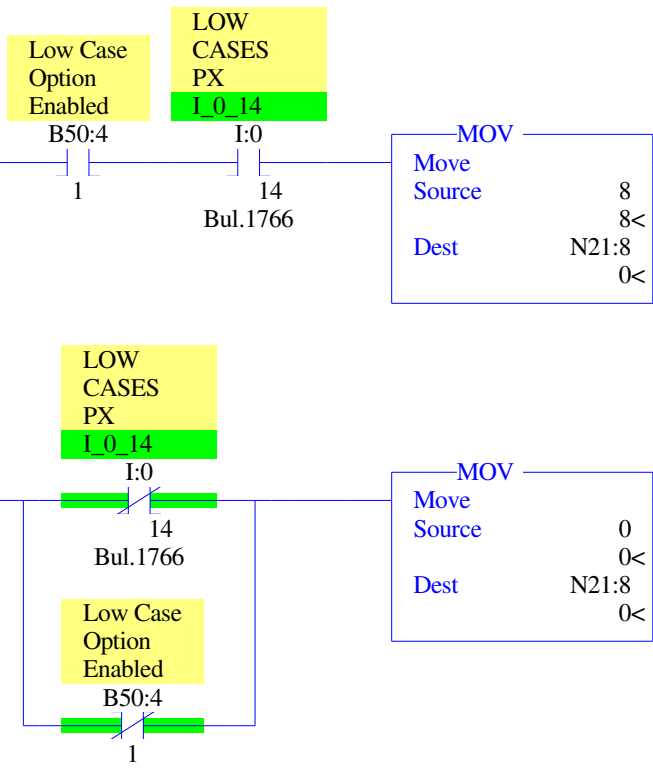 Low Case
Option
Enabled
B50:4
1
LOW
CASES
PX
I_0_14
I:0
14
Bul.1766
MOV
Move
Source 8
8<
Dest N21:8
0<
LOW
CASES
PX
I_0_14
I:0
14
Bul.1766
Low Case
Option
Enabled
B50:4
1
MOV
Move
Source 0
0<
Dest N21:8
0<